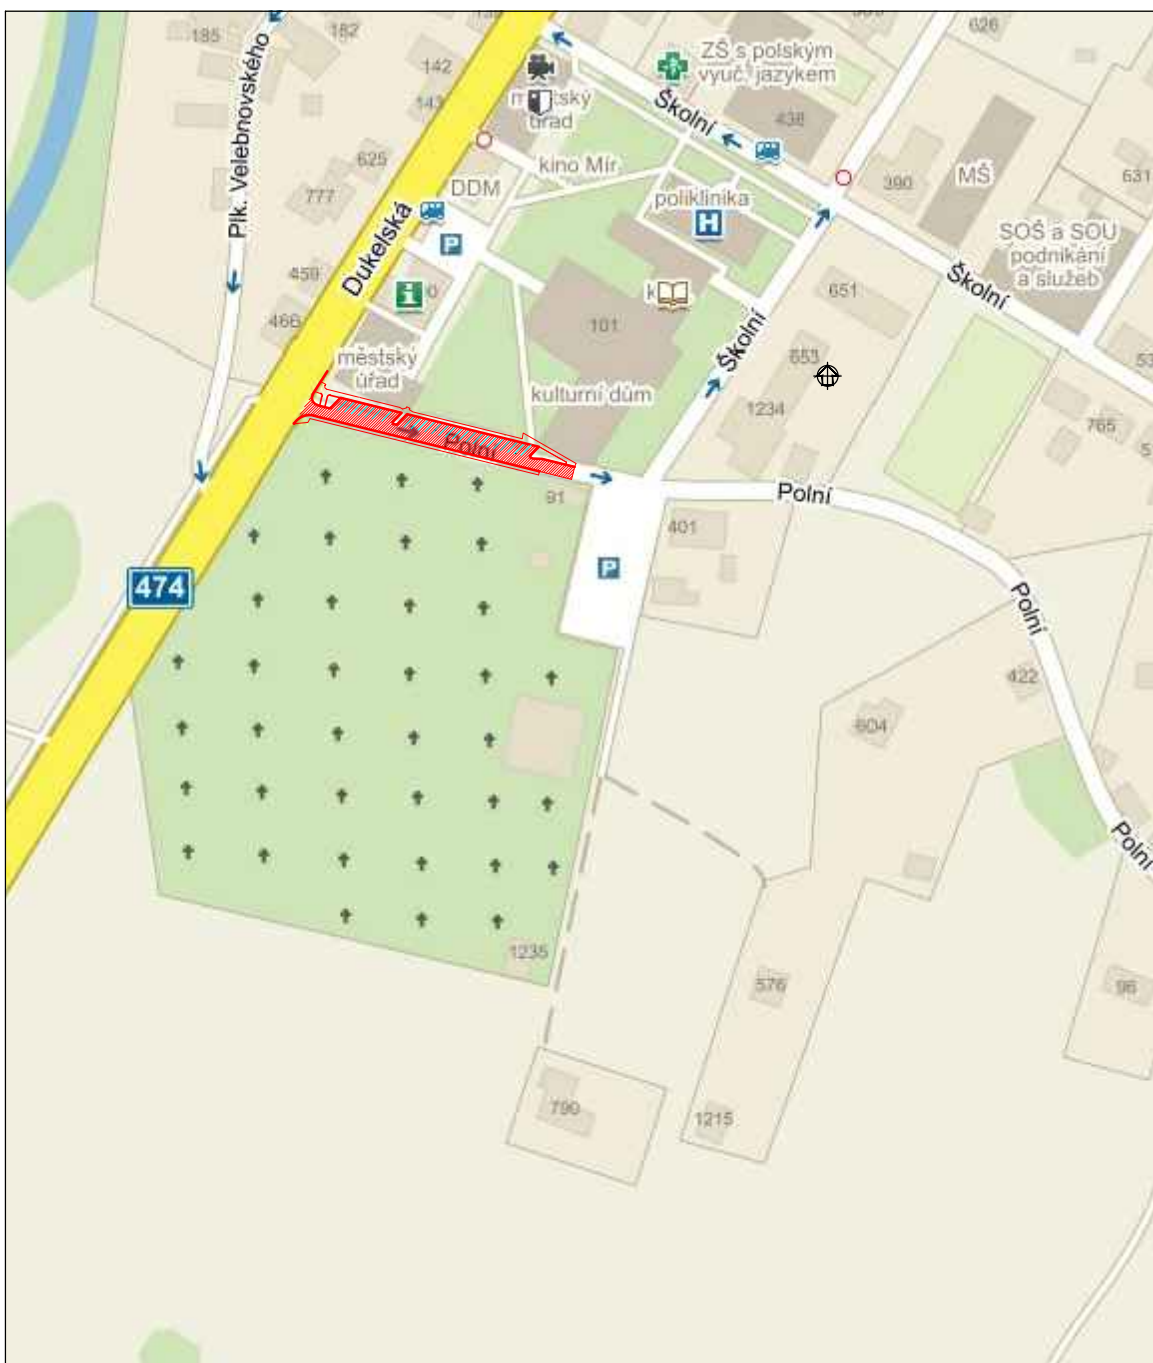 185
182
142
143
ZŠ s polským
vyuč. jazykem
626
Školní
438
Plk. Velebnovského
úřad
kino Mír
625
777
DDM
Dukelská
poliklinika
H
390
MŠ
631
SOŠ a SOU
podnikání
a služeb
Školní
459
466
P
i
651
101
653
Školní
městský
úřad
kulturní dům
1234
765
Polní
91
Polní
401
P
474
Polní
422
604
Polní
1235
576
96
790
1215